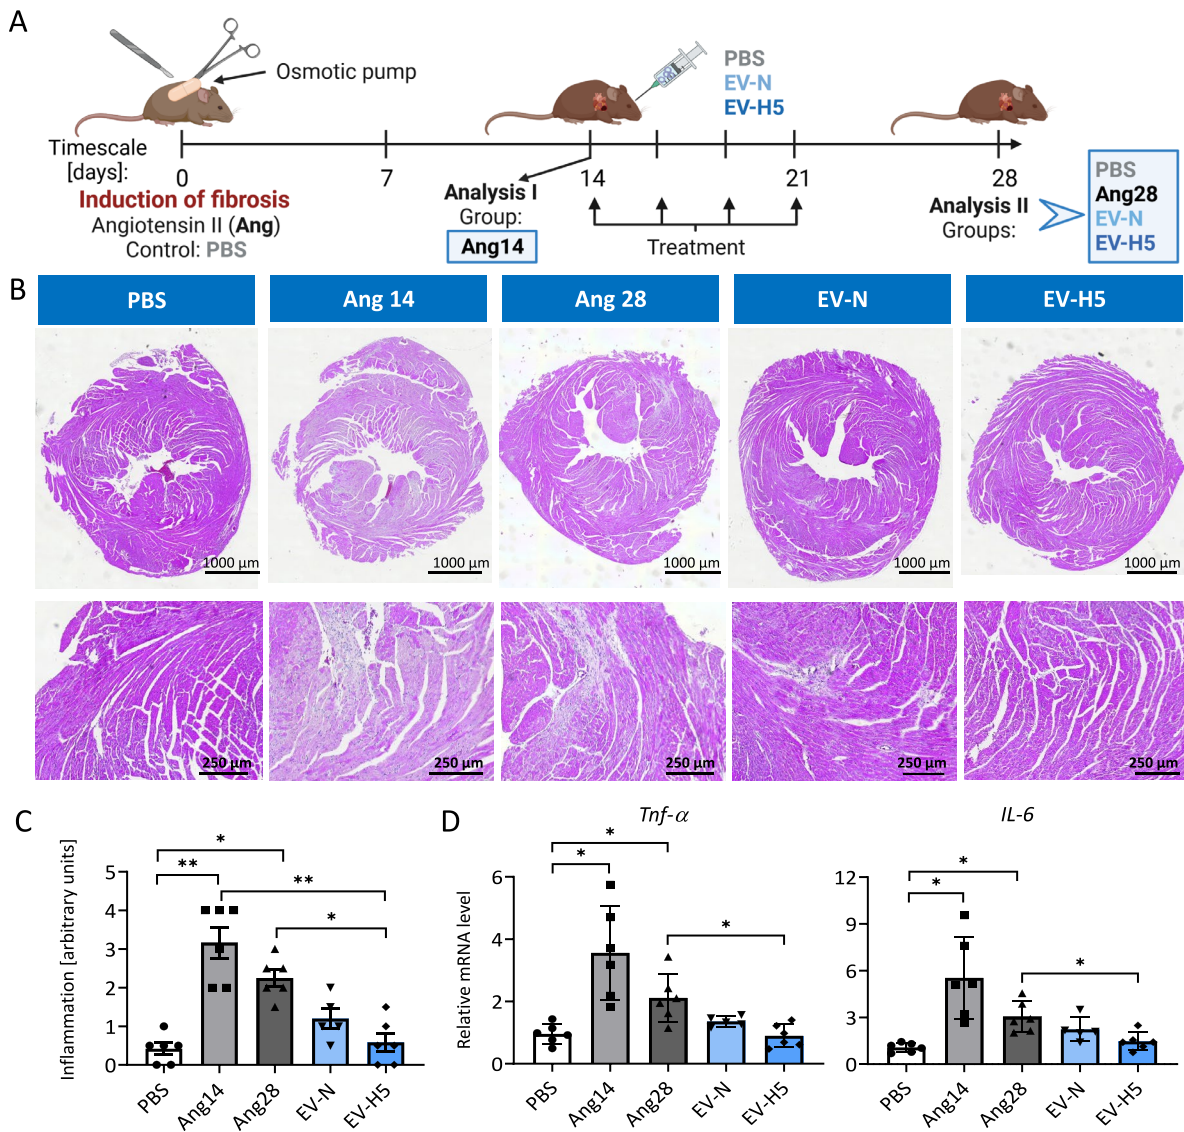 A
Osmotic pump
PBS
EV-N
EV-H5
Timescale
[days]:
0
7
14
21
28
Induction of fibrosis
Angiotensin II (Ang)
Control: PBS
Analysis I
Group:
Ang14
Treatment
Analysis II
Groups:
PBS
Ang28
EV-N
EV-H5
B
PBS
Ang 14
Ang 28
EV-N
EV-H5
1000 µm
1000 µm
1000 µm
1000 µm
1000 µm
250 µm
250 µm
250 µm
250 µm
250 µm
C
Inflammation [arbitrary units]
5
4
3
2
1
0
*
**
**
*
PBS
Ang14
Ang28
EV-N
EV-H5
D
Tnf-α
Relative mRNA level
6
4
2
0
*
*
*
PBS
Ang14
Ang28
EV-N
EV-H5
IL-6
12
9
6
3
0
*
*
*
PBS
Ang14
Ang28
EV-N
EV-H5